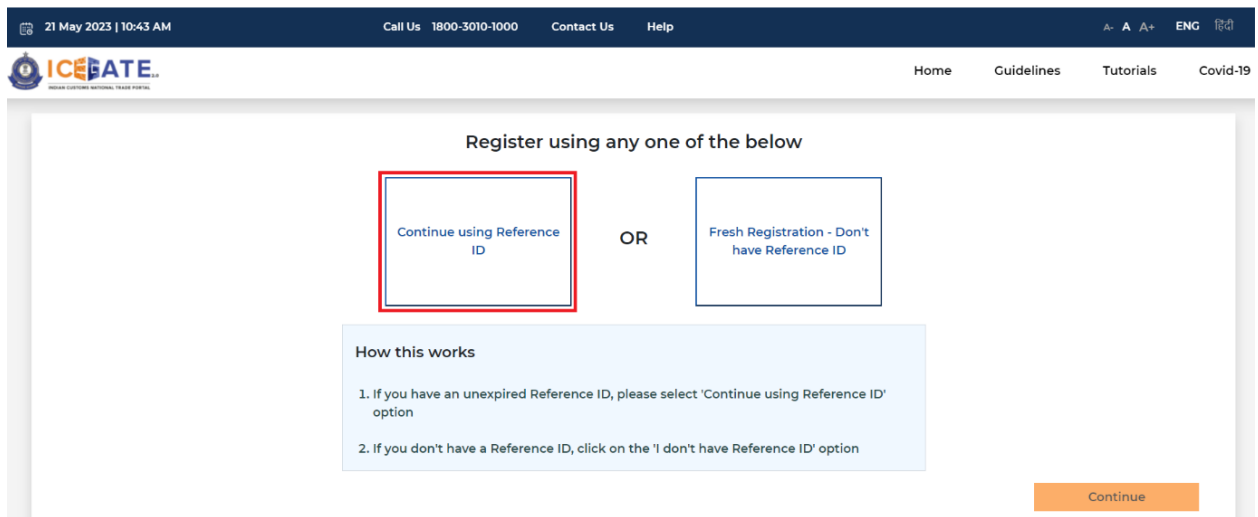 21 May 2023 | 10:43 AM Call Us 1800-3010-1000 Contact Us Help A- A A+ ENG हिंदी
ICEGATE 2.0
INDIAN CUSTOMS NATIONAL TRADE PORTAL
Home Guidelines Tutorials Covid-19
Register using any one of the below
Continue using Reference
ID
OR
Fresh Registration - Don't
have Reference ID
How this works
1. If you have an unexpired Reference ID, please select 'Continue using Reference ID'
option
2. If you don't have a Reference ID, click on the 'I don't have Reference ID' option
Continue